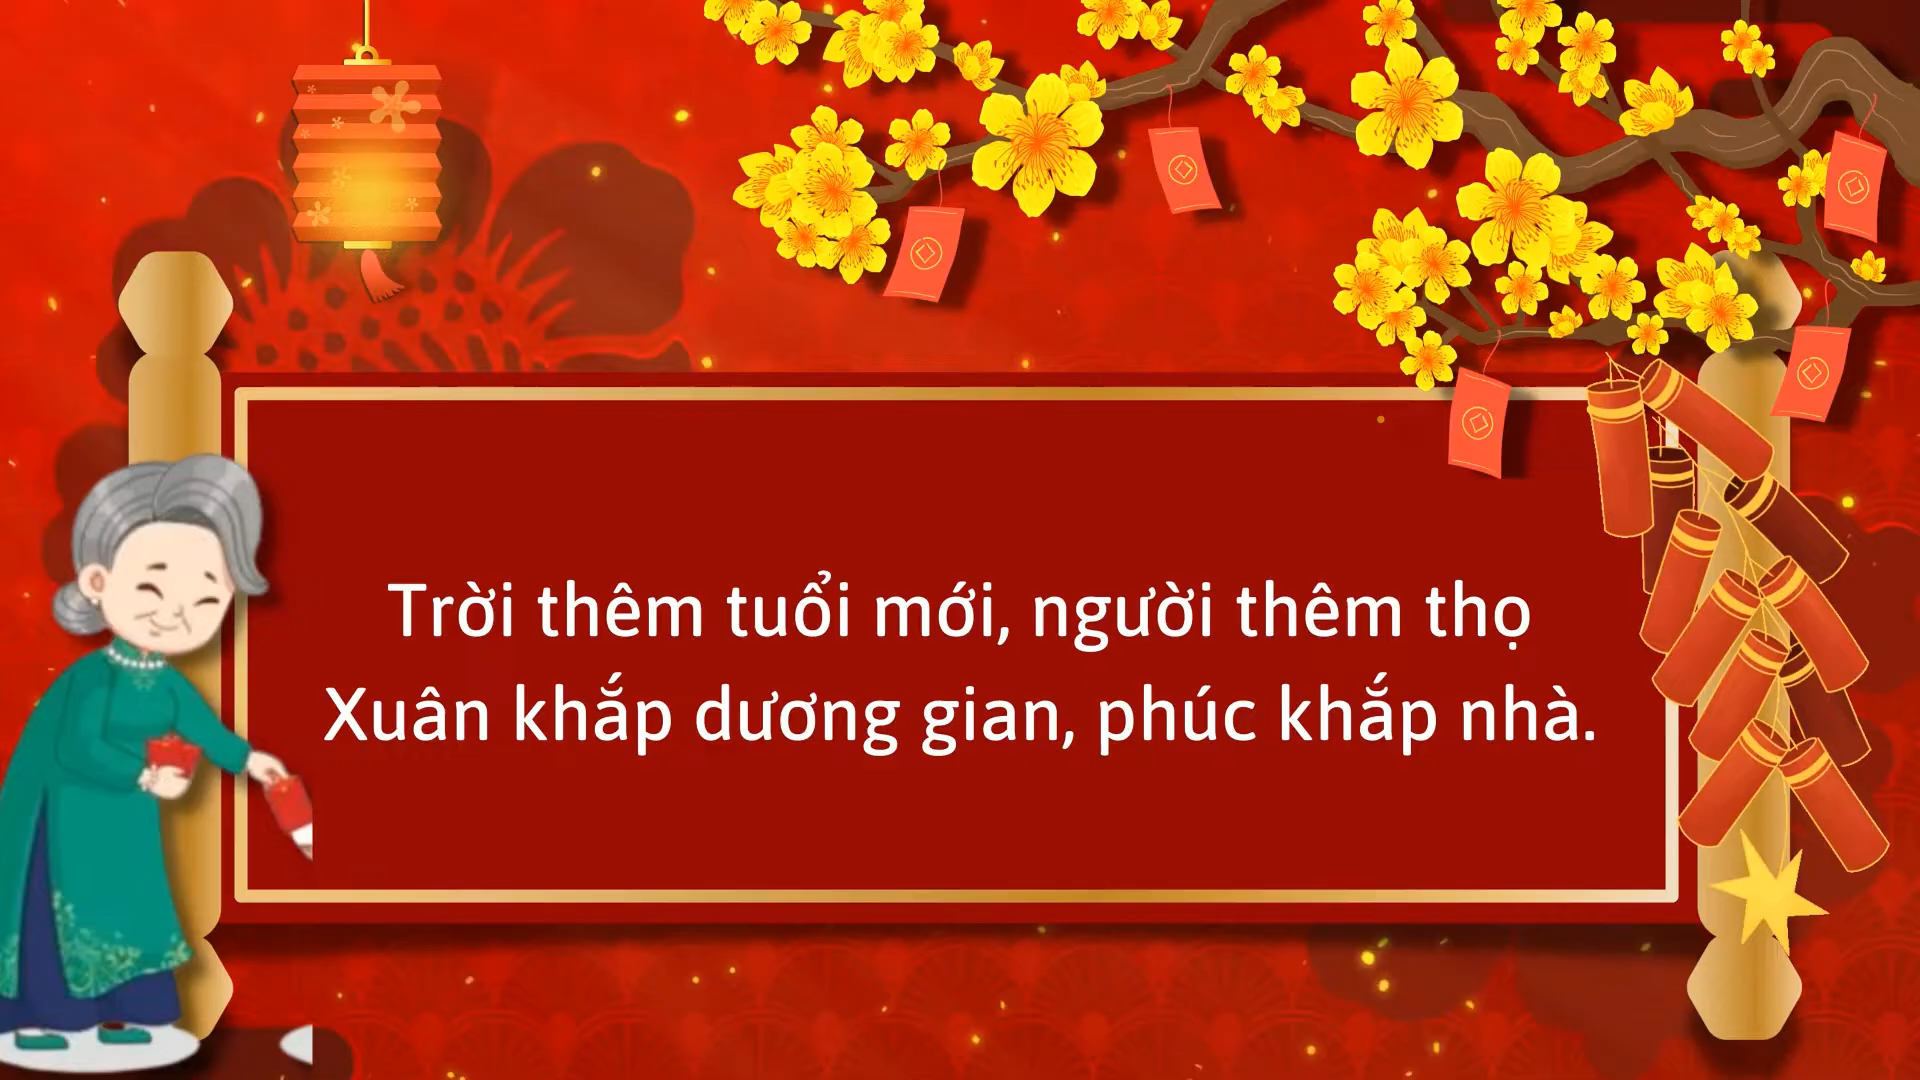 Trời thêm tuổi mới, người thêm thọ
Xuân khắp dương gian, phúc khắp nhà.